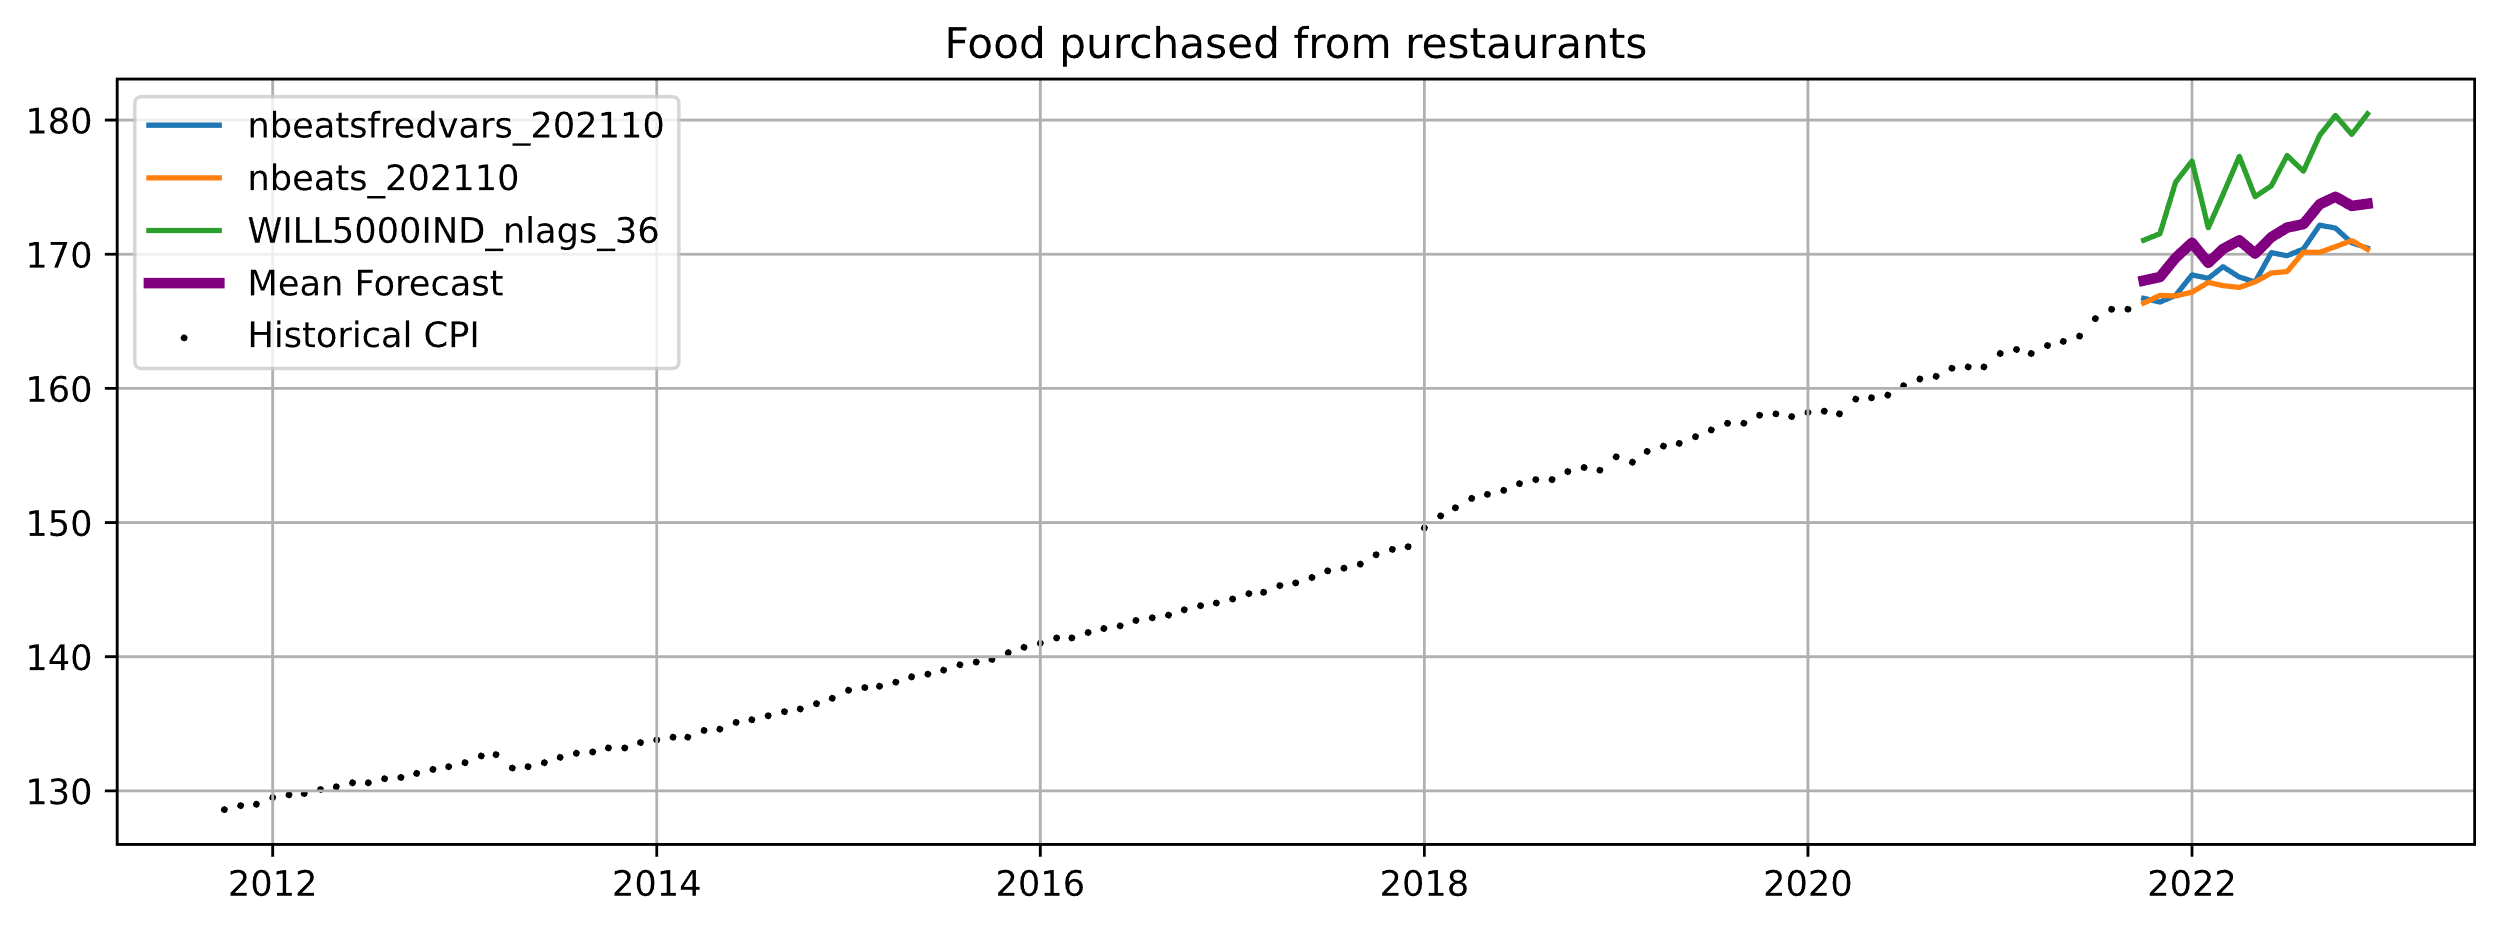 Food purchased from restaurants
nbeatsfredvars_202110
nbeats_202110
WILL5000IND_nlags_36
Mean Forecast
Historical CPI
180
170
160
150
140
130
2012 2014 2016 2018 2020 2022